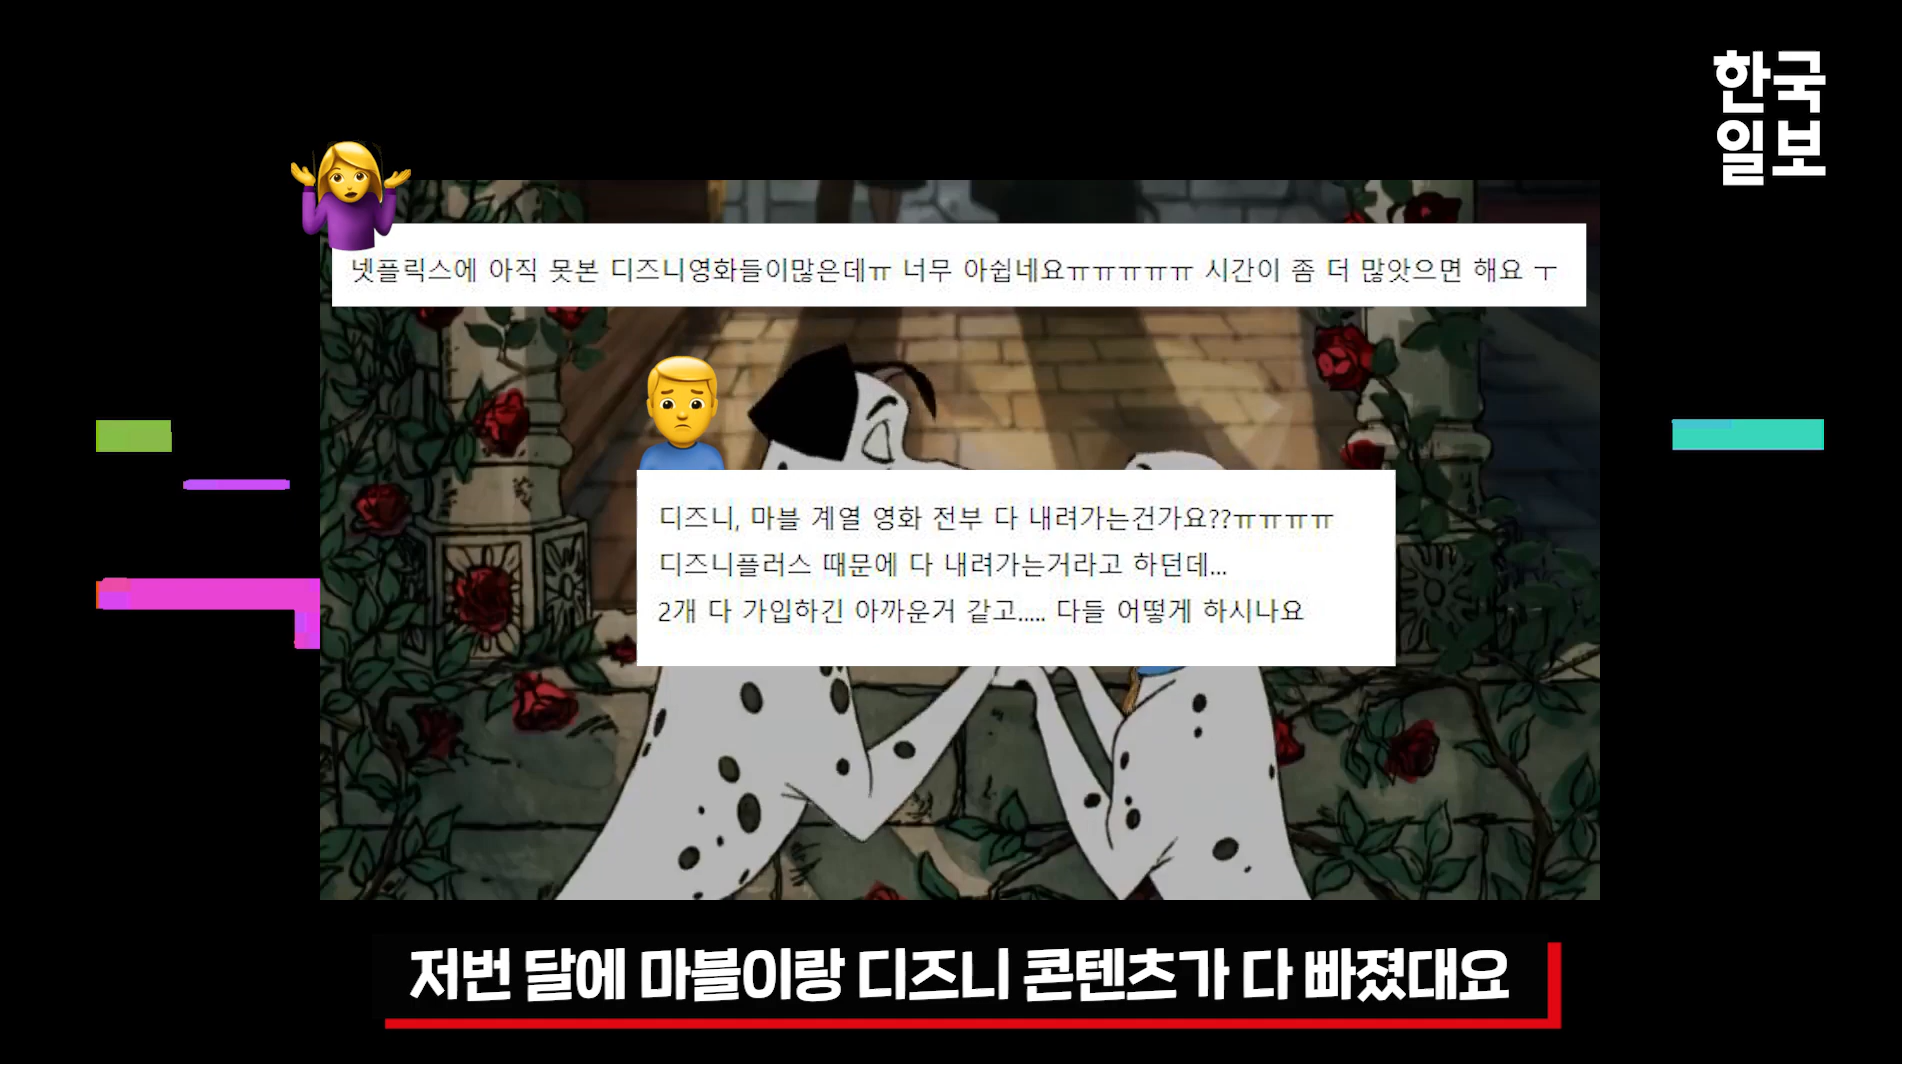 한국
일보
넷플릭스에 아직 못본 디즈니영화들이많은데ㅠ 너무 아쉽네요ㅠㅠㅠㅠㅠ 시간이 좀 더 많앗으면 해요 ㅜ
디즈니, 마블 계열 영화 전부 다 내려가는건가요??ㅠㅠㅠㅠ
디즈니플러스 때문에 다 내려가는거라고 하던데...
2개 다 가입하긴 아까운거 같고..... 다들 어떻게 하시나요
저번 달에 마블이랑 디즈니 콘텐츠가 다 빠졌대요